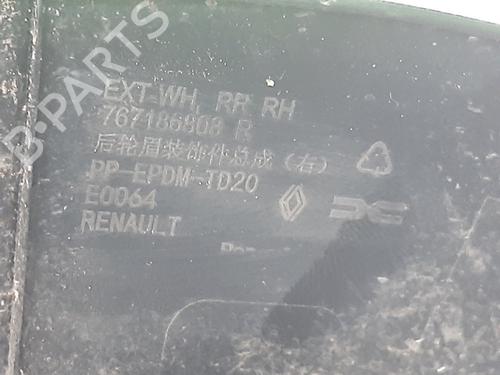 B-PARTS
EXT-WH, RR RH
767186808 R
后轮眉装饰件总成(右)
PP-EPDM-TD20
E0064
RENAULT